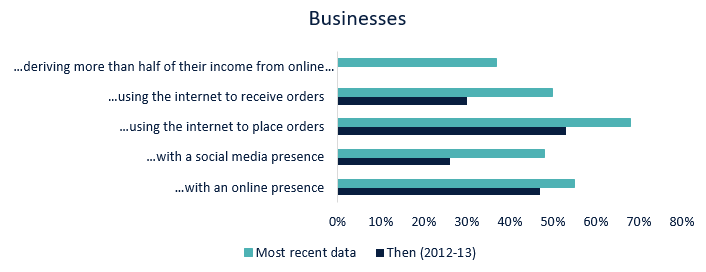 Businesses
...deriving more than half of their income from online...
...using the internet to receive orders
...using the internet to place orders
...with a social media presence
...with an online presence
0% 10% 20% 30% 40% 50% 60% 70% 80%
Most recent data Then (2012-13)